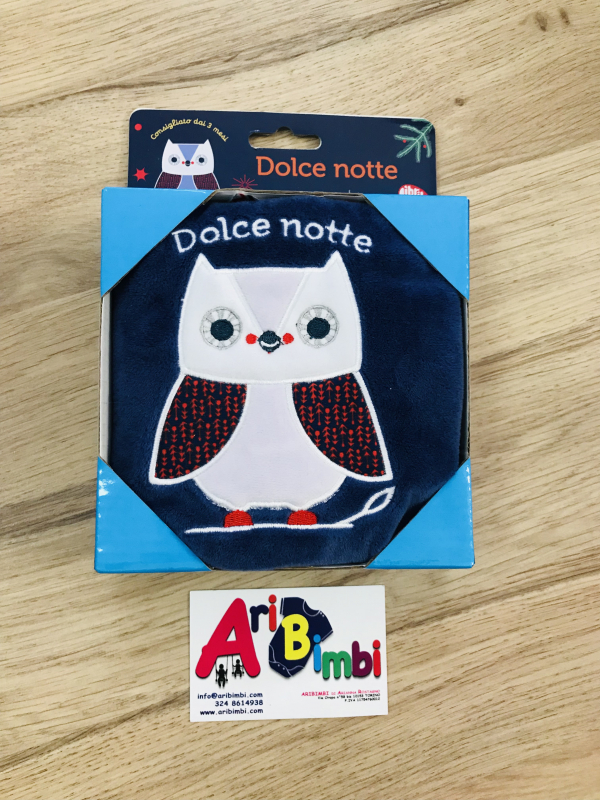 Consigliato dai 3 mesi
Dolce notte
Dolce notte
AriBimbi
info@aribimbi.com
324 8614938
www.aribimbi.com
ARIBIMBI